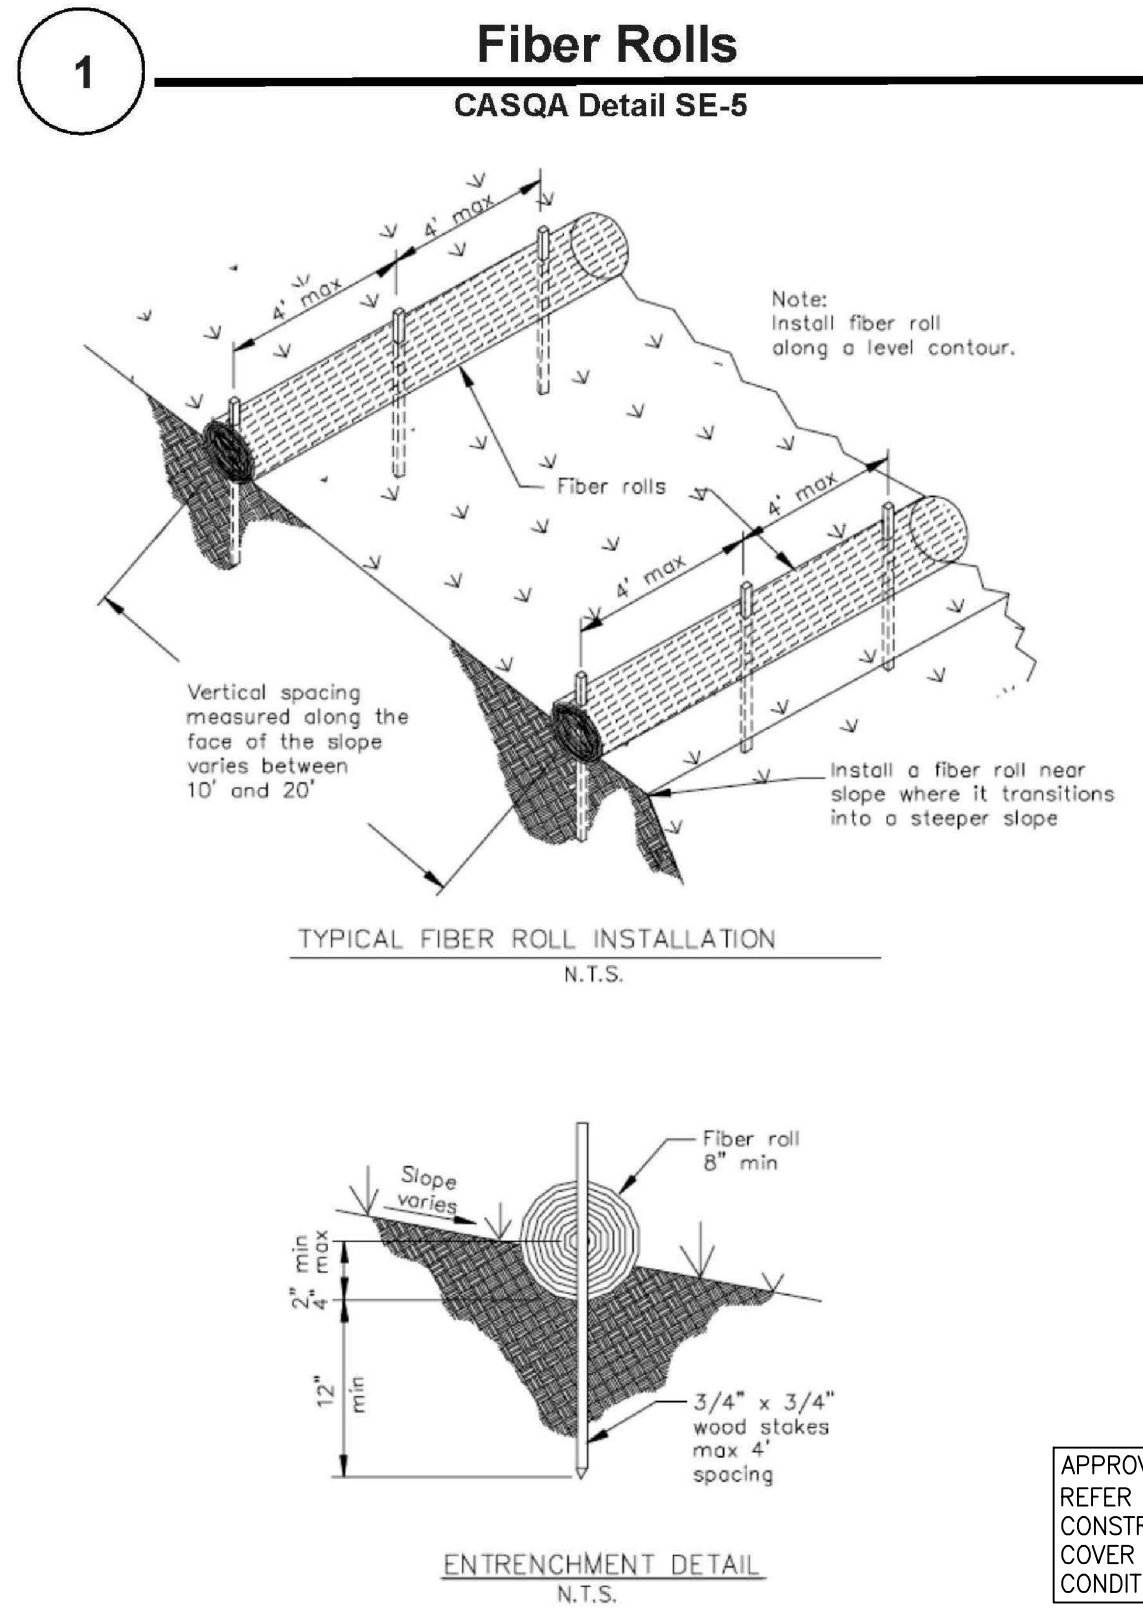 1
Fiber Rolls
CASQA Detail SE-5
4' max
4' max
Note:
Install fiber roll
along a level contour.
Fiber rolls
4' max
4' max
Vertical spacing
measured along the
face of the slope
varies between
10' and 20'
Install a fiber roll near
slope where it transitions
into a steeper slope
TYPICAL FIBER ROLL INSTALLATION
N.T.S.
Fiber roll
8" min
Slope
varies
2" min
4" max
12"
min
3/4" x 3/4"
wood stakes
max 4'
spacing
ENTRENCHMENT DETAIL
N.T.S.
REFER
COVER